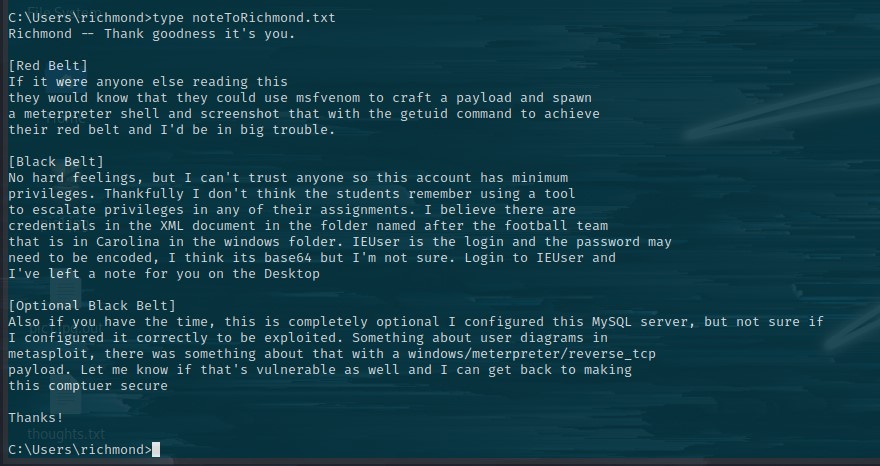 C:\Users\richmond>type noteToRichmond.txt
Richmond -- Thank goodness it's you.
[Red Belt]
If it were anyone else reading this
they would know that they could use msfvenom to craft a payload and spawn
a meterpreter shell and screenshot that with the getuid command to achieve
their red belt and I'd be in big trouble.
[Black Belt]
No hard feelings, but I can't trust anyone so this account has minimum
privileges. Thankfully I don't think the students remember using a tool
to escalate privileges in any of their assignments. I believe there are
credentials in the XML document in the folder named after the football team
that is in Carolina in the windows folder. IEUser is the login and the password may
need to be encoded, I think its base64 but I'm not sure. Login to IEUser and
I've left a note for you on the Desktop
[Optional Black Belt]
Also if you have the time, this is completely optional I configured this MySQL server, but not sure if
I configured it correctly to be exploited. Something about user diagrams in
metasploit, there was something about that with a windows/meterpreter/reverse_tcp
payload. Let me know if that's vulnerable as well and I can get back to making
this comptuer secure
Thanks!
thoughts.txt
C:\Users\richmond>